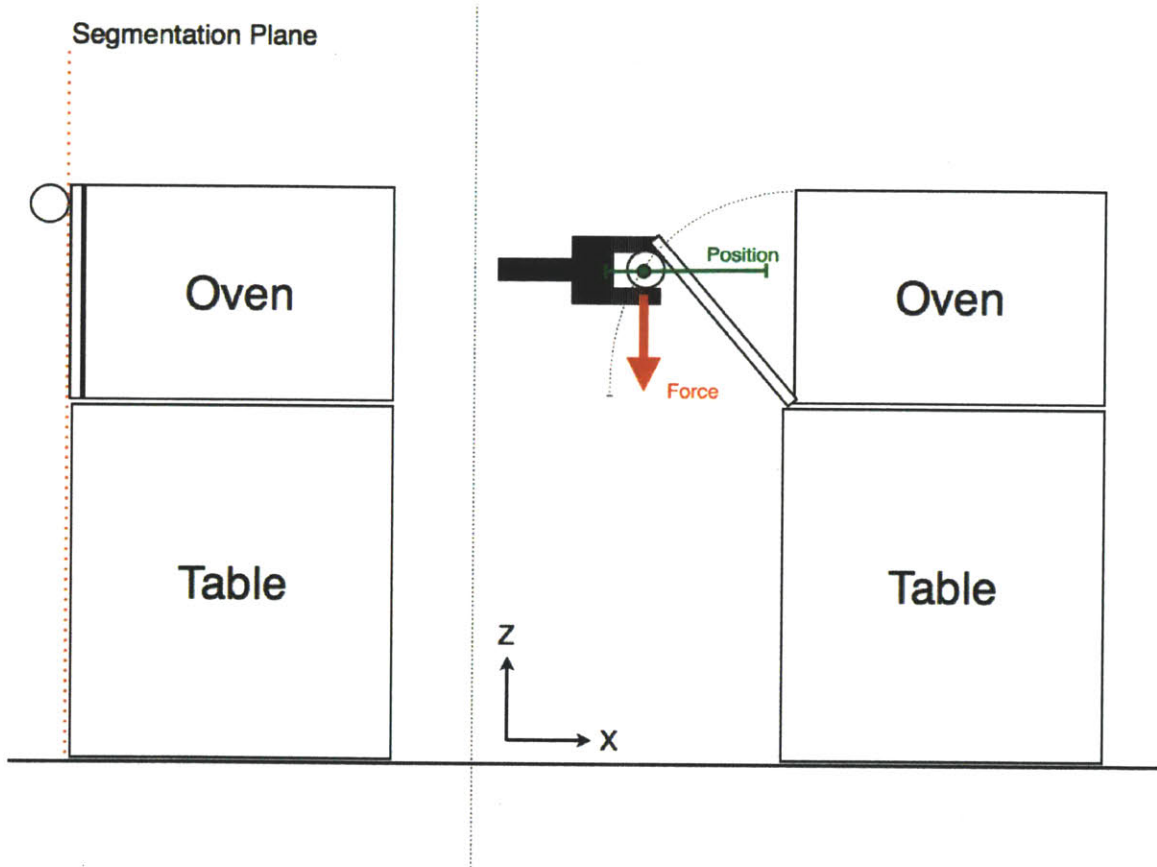 Segmentation Plane
Oven
Table
Position
Force
Oven
Table
Z
X